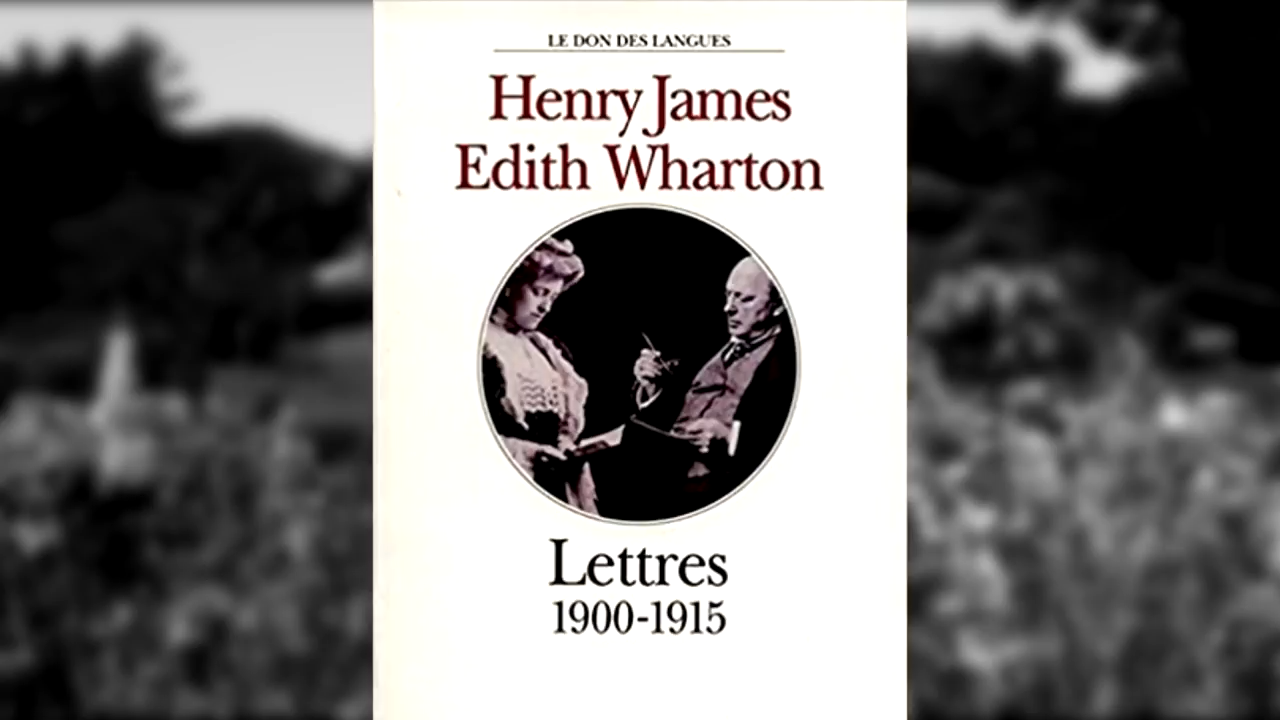 LE DON DES LANGUES
Henry James
Edith Wharton
Lettres
1900-1915